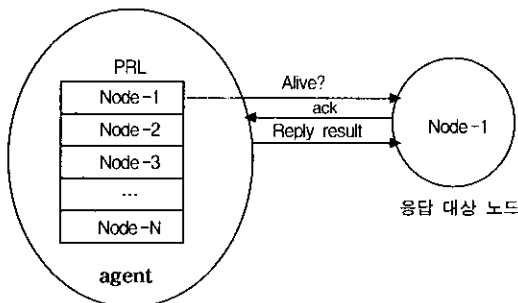 PRL
Node-1
Node-2
Node-3
...
Node-N
agent
Alive?
ack
Reply result
Node-1
응답 대상 노드